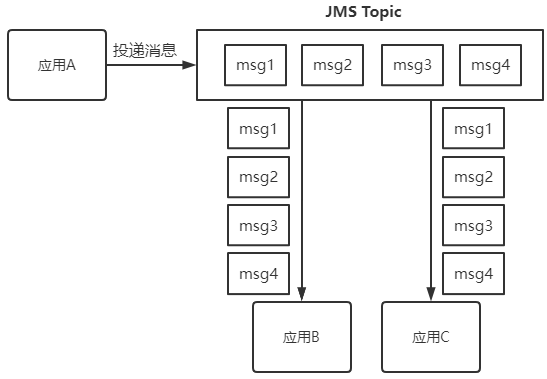 JMS Topic
应用A
投递消息
msg1 msg2 msg3 msg4
msg1 msg1
msg2 msg2
msg3 msg3
msg4 msg4
应用B 应用C